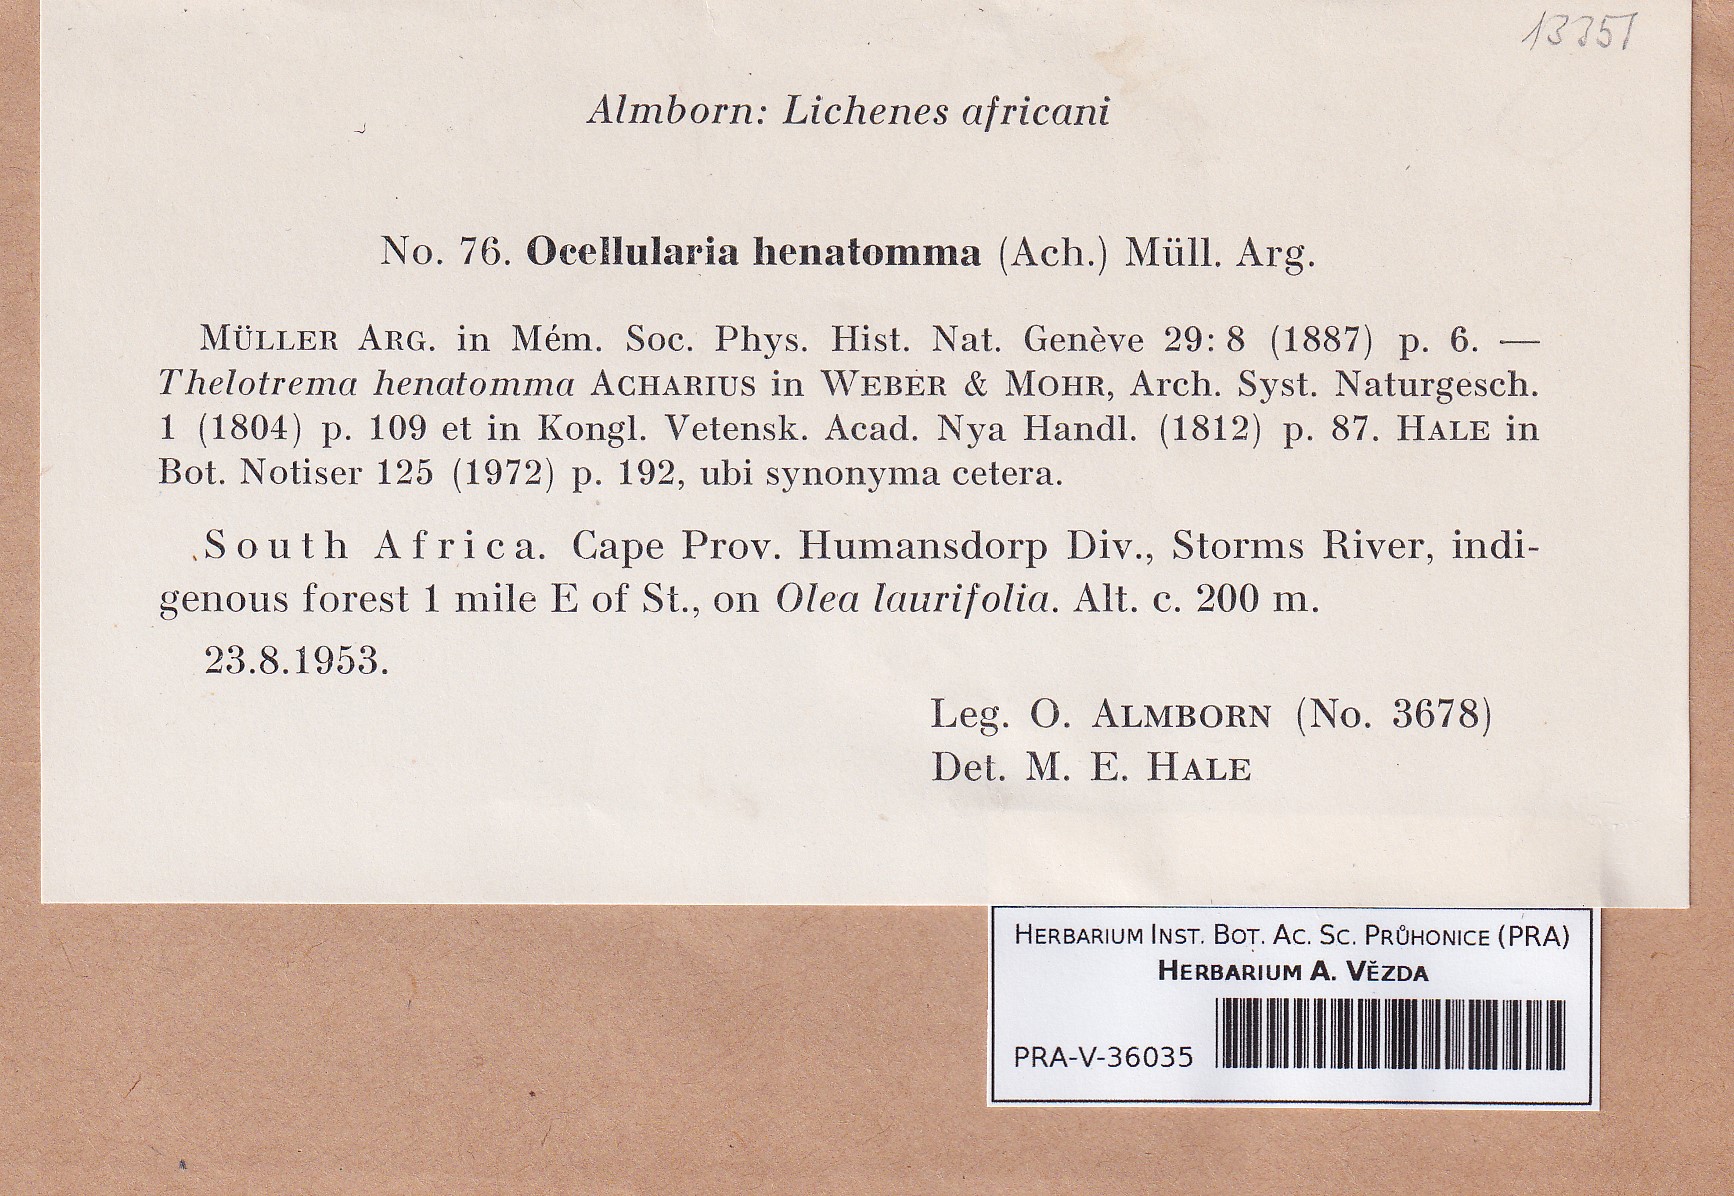 13351
Almborn: Lichenes africani
No. 76. Ocellularia henatomma (Ach.) Müll. Arg.
MÜLLER ARG. in Mém. Soc. Phys. Hist. Nat. Genève 29: 8 (1887) p. 6. —
Thelotrema henatomma ACHARIUS in WEBER & MOHR, Arch. Syst. Naturgesch.
1 (1804) p. 109 et in Kongl. Vetensk. Acad. Nya Handl. (1812) p. 87. HALE in
Bot. Notiser 125 (1972) p. 192, ubi synonyma cetera.
South Africa. Cape Prov. Humansdorp Div., Storms River, indi-
genous forest 1 mile E of St., on Olea laurifolia. Alt. c. 200 m.
23.8.1953.
Leg. O. ALMBORN (No. 3678)
Det. M. E. HALE
HERBARIUM INST. BOT. AC. SC. PRŮHONICE (PRA)
HERBARIUM A. VĚZDA
PRA-V-36035